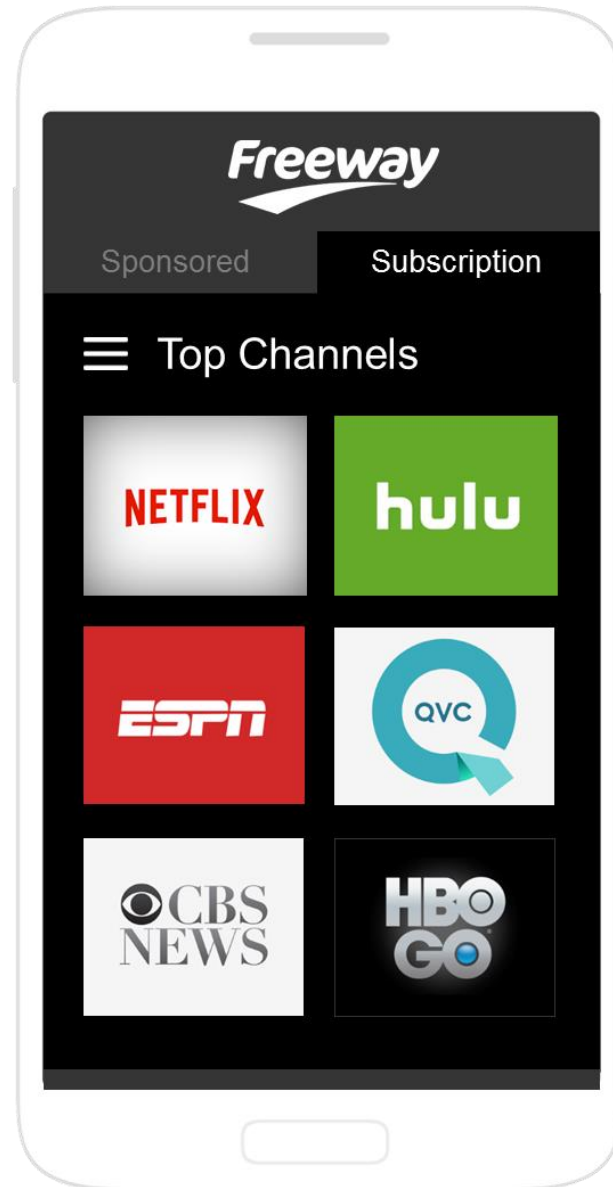 Freeway
Sponsored Subscription
Top Channels
NETFLIX hulu
ESPN QVC
CBS HBO
NEWS GO